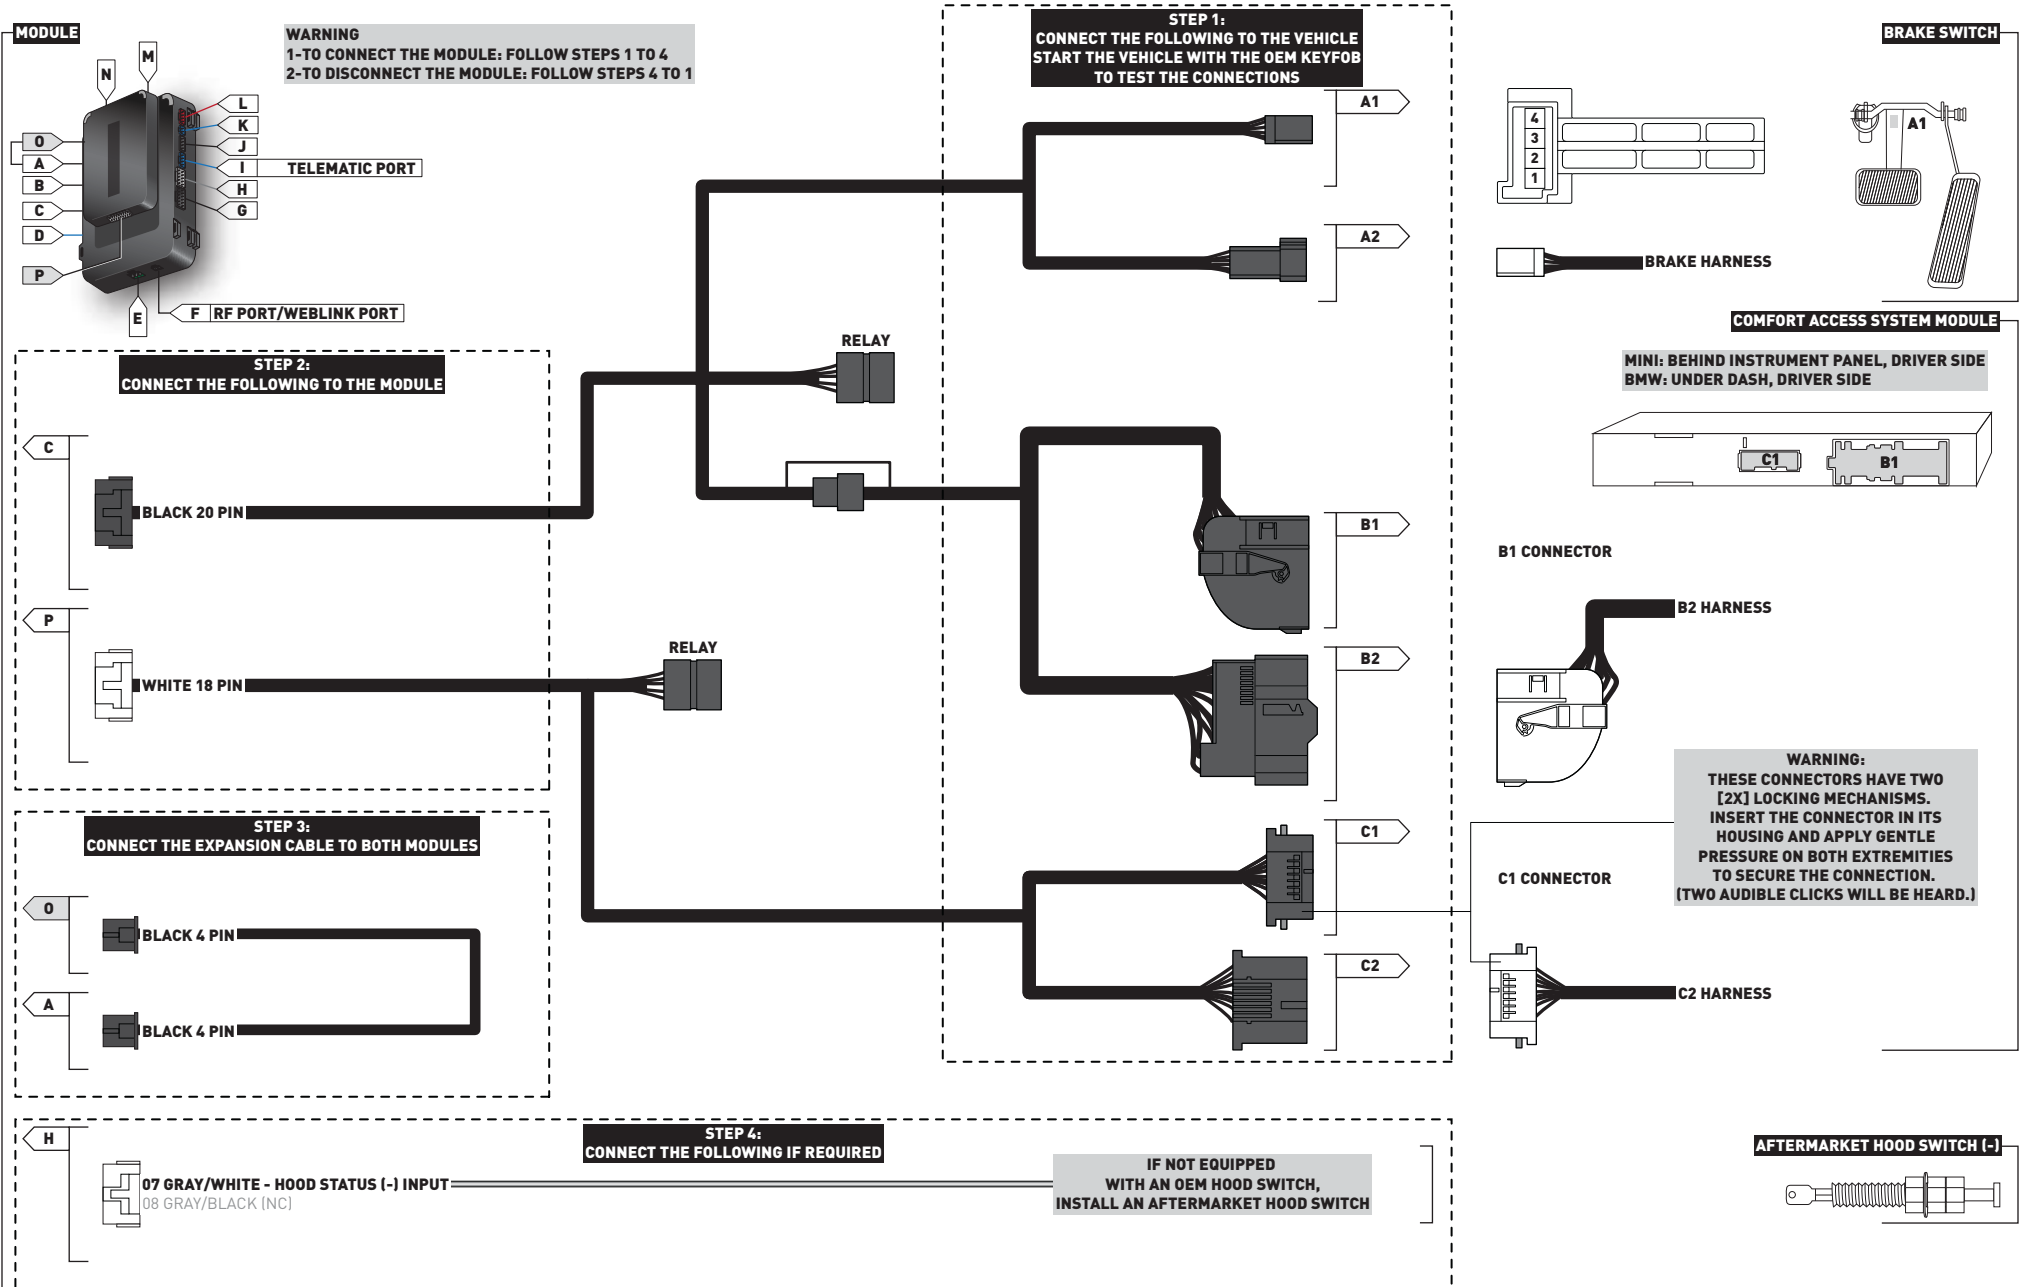 MODULE
WARNING
1-TO CONNECT THE MODULE: FOLLOW STEPS 1 TO 4
2-TO DISCONNECT THE MODULE: FOLLOW STEPS 4 TO 1
M
N
L
K
J
I TELEMATIC PORT
H
G
O
A
B
C
D
P
E
F RF PORT/WEBLINK PORT
STEP 1:
CONNECT THE FOLLOWING TO THE VEHICLE
START THE VEHICLE WITH THE OEM KEYFOB
TO TEST THE CONNECTIONS
A1
A2
BRAKE SWITCH
4
3
2
1
A1
BRAKE HARNESS
COMFORT ACCESS SYSTEM MODULE
MINI: BEHIND INSTRUMENT PANEL, DRIVER SIDE
BMW: UNDER DASH, DRIVER SIDE
C1
B1
STEP 2:
CONNECT THE FOLLOWING TO THE MODULE
RELAY
C
BLACK 20 PIN
P
WHITE 18 PIN
RELAY
B1
B2
B1 CONNECTOR
B2 HARNESS
WARNING:
THESE CONNECTORS HAVE TWO
[2X] LOCKING MECHANISMS.
INSERT THE CONNECTOR IN ITS
HOUSING AND APPLY GENTLE
PRESSURE ON BOTH EXTREMITIES
TO SECURE THE CONNECTION.
(TWO AUDIBLE CLICKS WILL BE HEARD.)
STEP 3:
CONNECT THE EXPANSION CABLE TO BOTH MODULES
O
BLACK 4 PIN
A
BLACK 4 PIN
C1
C2
C1 CONNECTOR
C2 HARNESS
STEP 4:
CONNECT THE FOLLOWING IF REQUIRED
H
07 GRAY/WHITE - HOOD STATUS (-) INPUT
08 GRAY/BLACK (NC)
IF NOT EQUIPPED
WITH AN OEM HOOD SWITCH,
INSTALL AN AFTERMARKET HOOD SWITCH
AFTERMARKET HOOD SWITCH (-)